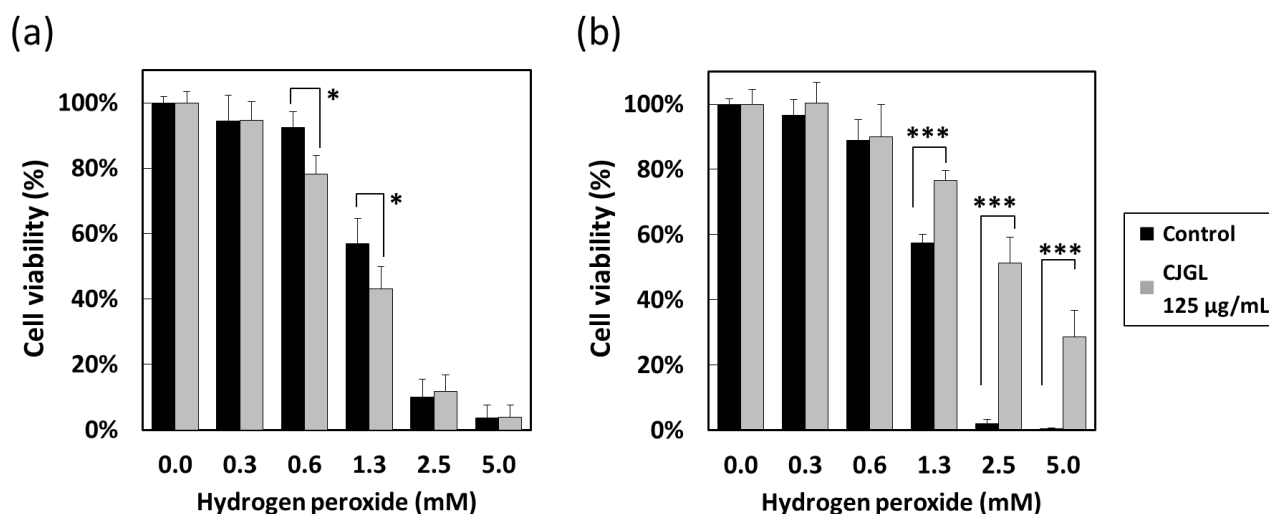 (a)
(b)
100%
80%
60%
40%
20%
0%
Cell viability (%)
*
*
0.0 0.3 0.6 1.3 2.5 5.0
Hydrogen peroxide (mM)
100%
80%
60%
40%
20%
0%
Cell viability (%)
***
***
***
0.0 0.3 0.6 1.3 2.5 5.0
Hydrogen peroxide (mM)
Control
CJGL
125 μg/mL